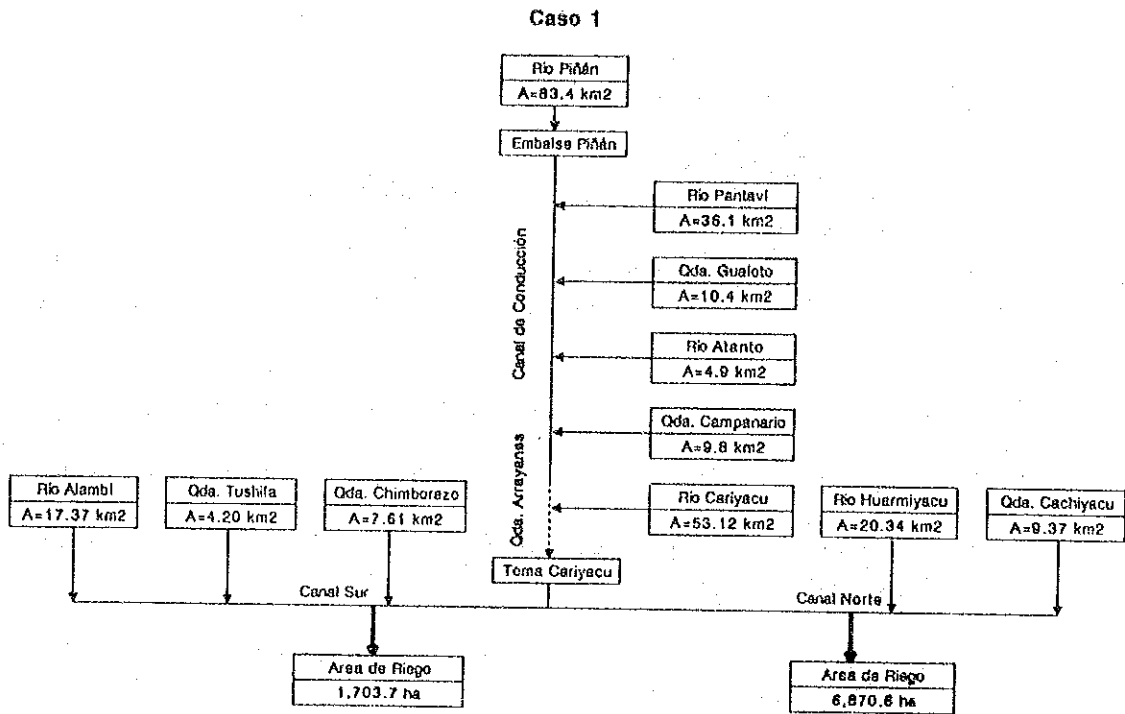 Caso 1
Río Piñán
A=83.4 km2
Embalse Piñán
Río Pantaví
A=36.1 km2
Canal de Conducción
Qda. Gualoto
A=10.4 km2
Río Atanto
A=4.9 km2
Qda. Campanario
A=9.8 km2
Qda. Arrayanes
Río Alambí
A=17.37 km2
Qda. Tushifa
A=4.20 km2
Qda. Chimborazo
A=7.61 km2
Río Cariyacu
A=53.12 km2
Río Huarmiyacu
A=20.34 km2
Qda. Cachiyacu
A=9.37 km2
Toma Cariyacu
Canal Sur
Canal Norte
Area de Riego
1,703.7 ha
Area de Riego
6,870.6 ha